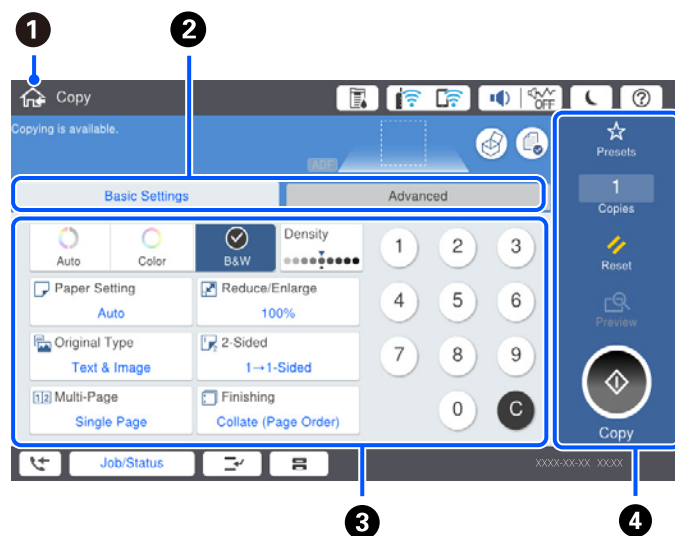 1
2
Copy
OFF
?
Copying is available.
ADF
Presets
Basic Settings
Advanced
1
Copies
Auto
Color
B&W
Density
1
2
3
Reset
Paper Setting
Auto
Reduce/Enlarge
100%
4
5
6
Preview
Original Type
Text & Image
2-Sided
1→1-Sided
7
8
9
1 2 Multi-Page
Single Page
Finishing
Collate (Page Order)
0
C
Copy
Job/Status
XXXX-XX-XX XX:XX
3
4